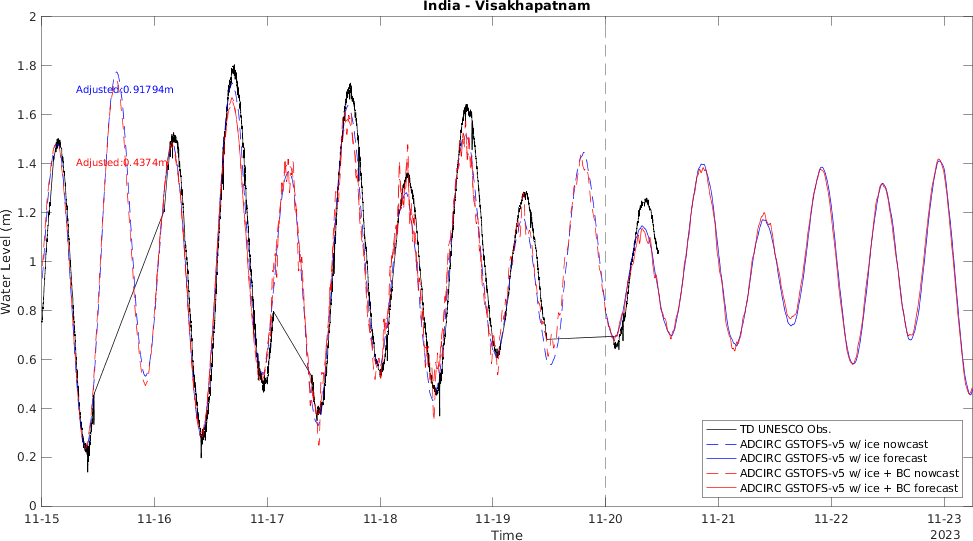 India - Visakhapatnam
2
1.8
1.6
1.4
1.2
1
0.8
0.6
0.4
0.2
0
Water Level (m)
Adjusted:0.91794m
Adjusted:0.4374m
TD UNESCO Obs.
ADCIRC GSTOFS-v5 w/ ice nowcast
ADCIRC GSTOFS-v5 w/ ice forecast
ADCIRC GSTOFS-v5 w/ ice + BC nowcast
ADCIRC GSTOFS-v5 w/ ice + BC forecast
11-15 11-16 11-17 11-18 11-19 11-20 11-21 11-22 11-23
Time
2023